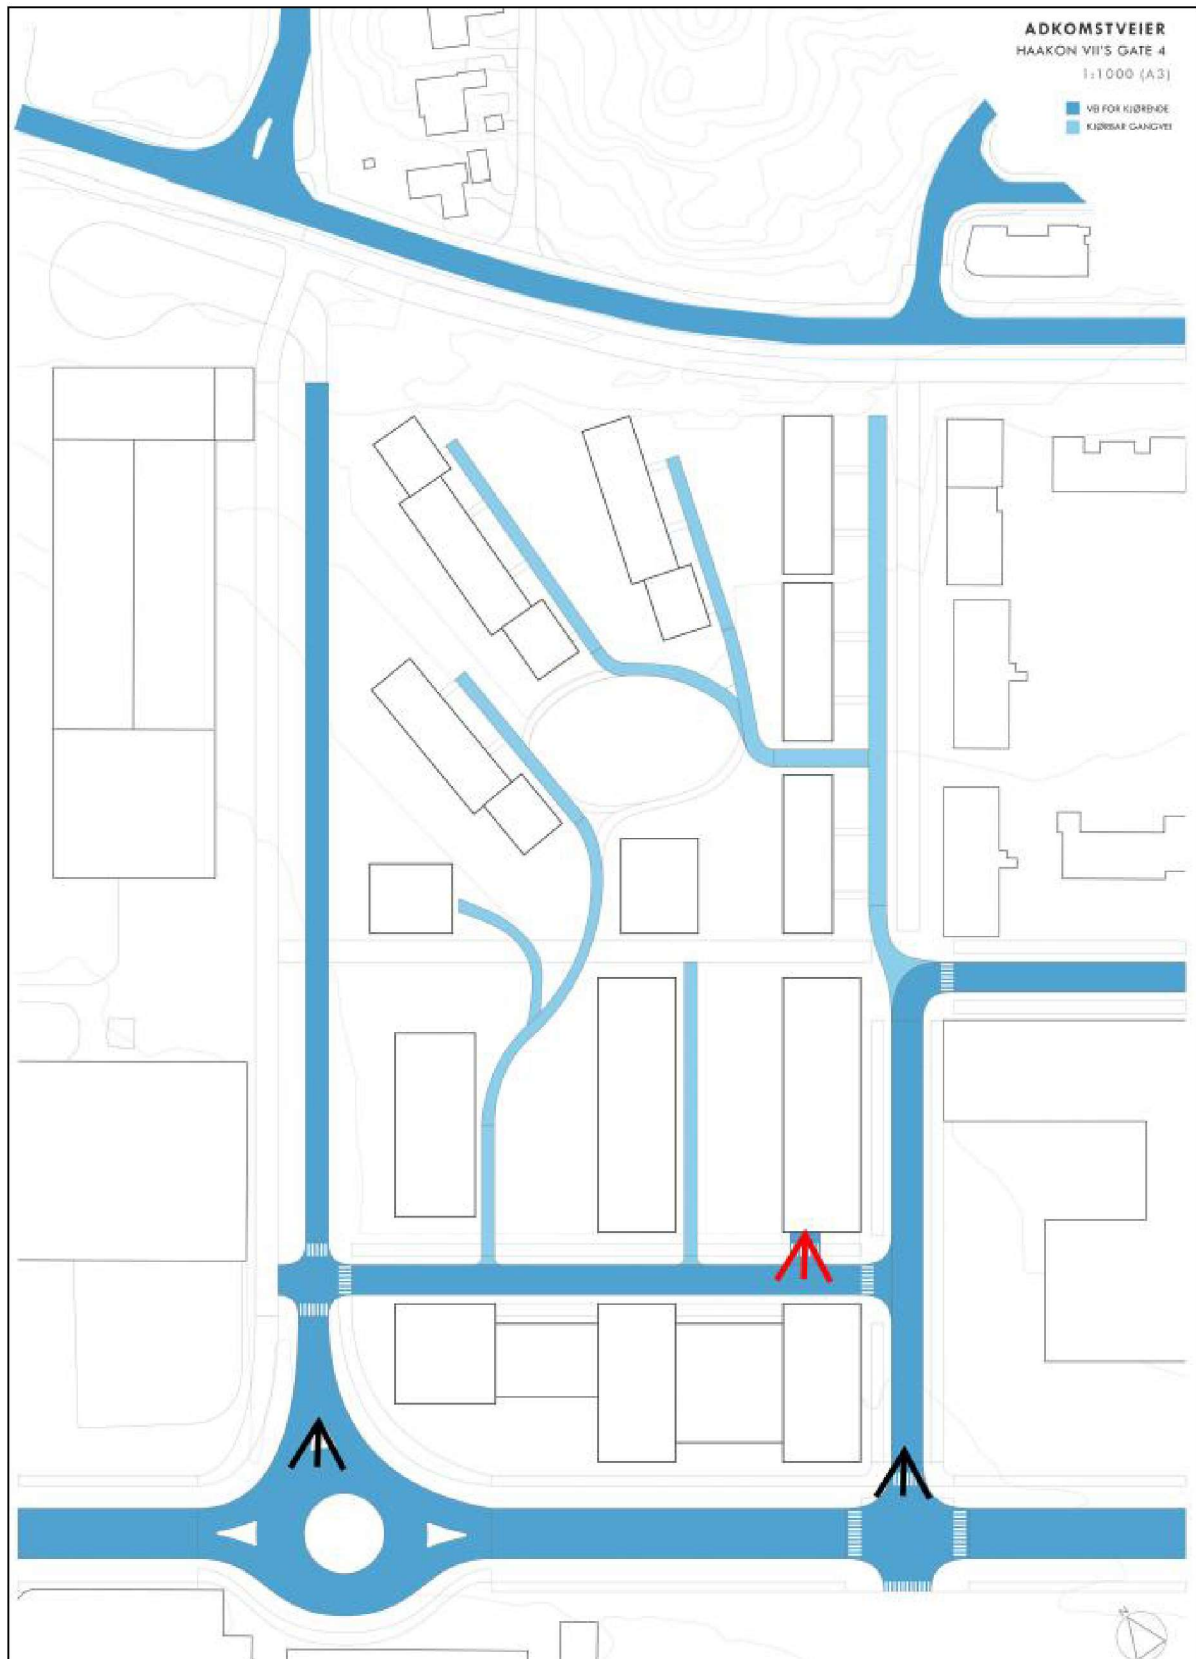 ADKOMSTVEIER
HAAKON VII'S GATE 4
1:1000 (A3)
VEI FOR KJØRENDE
KJØRBAR GANGVEI
N